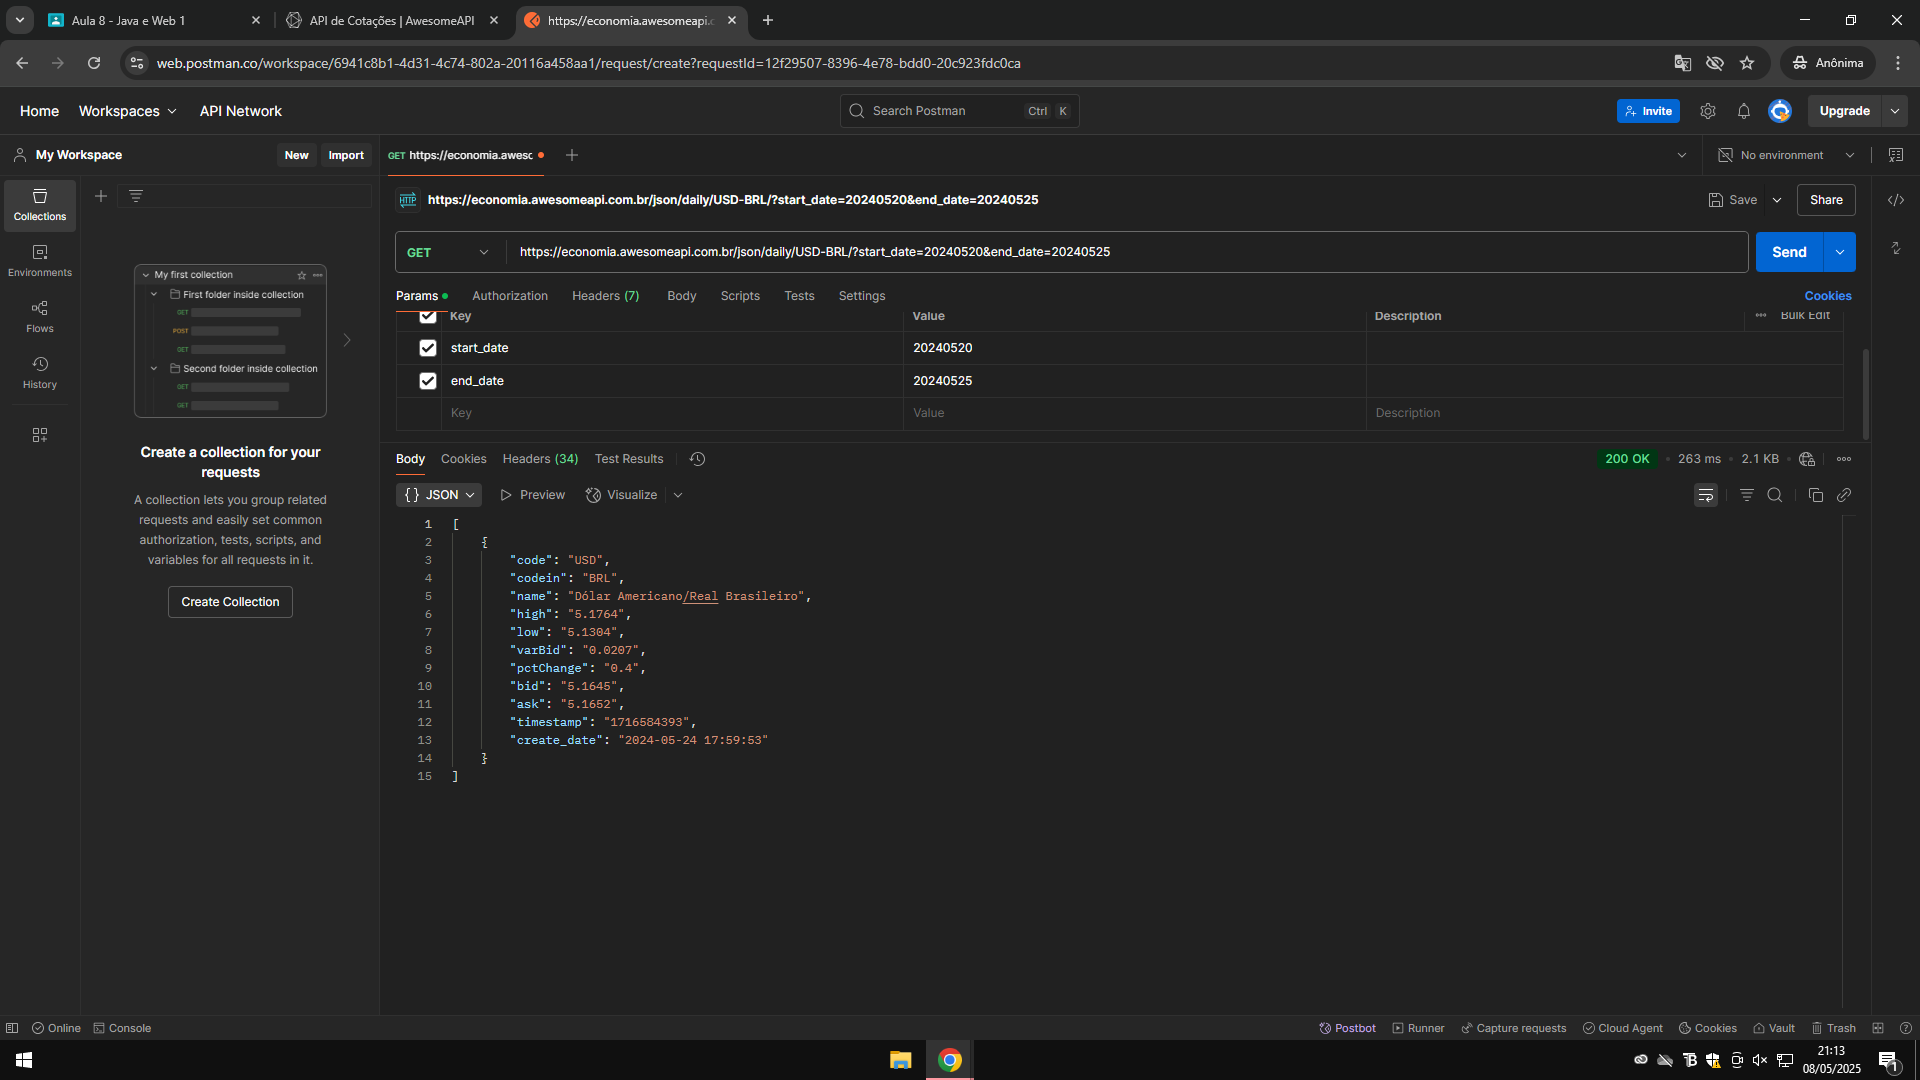 Aula 8 - Java e Web 1
API de Cotações | AwesomeAPI
https://economia.awesomeapi.c
web.postman.co/workspace/6941c8b1-4d31-4c74-802a-20116a458aa1/request/create?requestId=12f29507-8396-4e78-bdd0-20c923fdc0ca
Anônima
Home
Workspaces
API Network
Search Postman
Ctrl
K
Invite
Upgrade
My Workspace
New
Import
GET https://economia.awesc
No environment
Collections
Environments
Flows
History
My first collection
First folder inside collection
GET
POST
GET
Second folder inside collection
GET
GET
Create a collection for your
requests
A collection lets you group related
requests and easily set common
authorization, tests, scripts, and
variables for all requests in it.
Create Collection
HTTP
https://economia.awesomeapi.com.br/json/daily/USD-BRL/?start_date=20240520&end_date=20240525
Save
Share
GET
https://economia.awesomeapi.com.br/json/daily/USD-BRL/?start_date=20240520&end_date=20240525
Send
Params
Authorization
Headers (7)
Body
Scripts
Tests
Settings
Cookies
Key
Value
Description
Bulk Edit
start_date
20240520
end_date
20240525
Key
Value
Description
Body
Cookies
Headers (34)
Test Results
200 OK
263 ms
2.1 KB
{} JSON
Preview
Visualize
1 [
2 {
3 "code": "USD",
4 "codein": "BRL",
5 "name": "Dólar Americano/Real Brasileiro",
6 "high": "5.1764",
7 "low": "5.1304",
8 "varBid": "0.0207",
9 "pctChange": "0.4",
10 "bid": "5.1645",
11 "ask": "5.1652",
12 "timestamp": "1716584393",
13 "create_date": "2024-05-24 17:59:53"
14 }
15 ]
Online
Console
Postbot
Runner
Capture requests
Cloud Agent
Cookies
Vault
Trash
21:13
08/05/2025
1